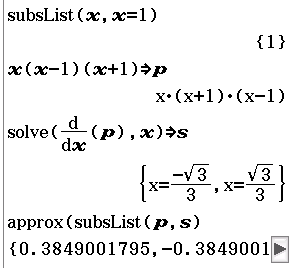 subsList(x, x=1)
{1}
x(x−1)(x+1)⇒p
x·(x+1)·(x−1)
solve(d/dx(p), x)⇒s
{x=−√3/3, x=√3/3}
approx(subsList(p, s)
{0.3849001795, −0.3849001